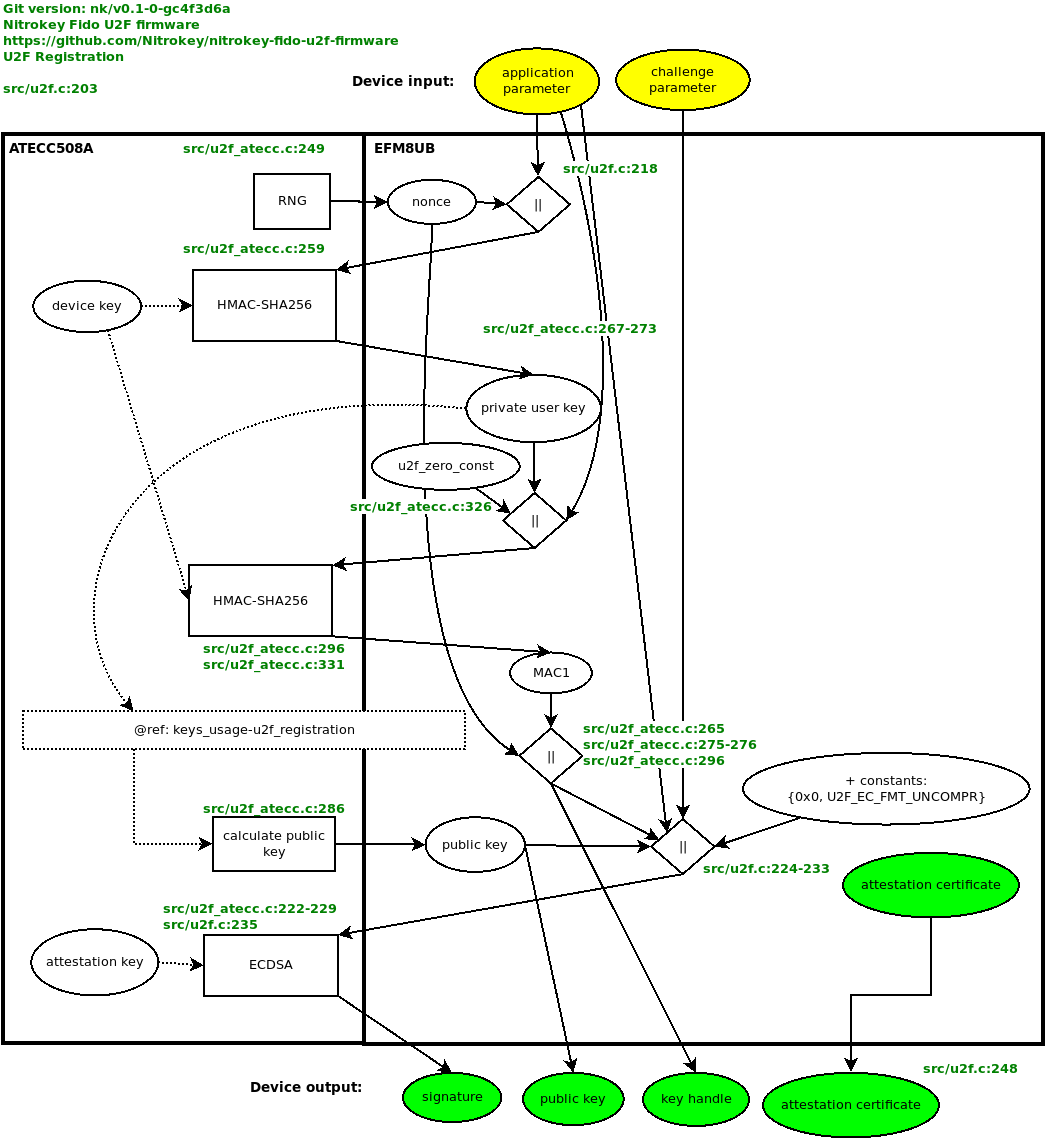 Git version: nk/v0.1-0-gc4f3d6a
Nitrokey Fido U2F firmware
https://github.com/Nitrokey/nitrokey-fido-u2f-firmware
U2F Registration
src/u2f.c:203
Device input:
application
parameter
challenge
parameter
ATECC508A
src/u2f_atecc.c:249
EFM8UB
src/u2f.c:218
RNG
nonce
||
src/u2f_atecc.c:259
device key
HMAC-SHA256
src/u2f_atecc.c:267-273
private user key
u2f_zero_const
src/u2f_atecc.c:326
||
HMAC-SHA256
src/u2f_atecc.c:296
src/u2f_atecc.c:331
MAC1
@ref: keys_usage-u2f_registration
||
src/u2f_atecc.c:265
src/u2f_atecc.c:275-276
src/u2f_atecc.c:296
+ constants:
{0x0, U2F_EC_FMT_UNCOMPR}
src/u2f_atecc.c:286
calculate public
key
public key
||
src/u2f.c:224-233
attestation certificate
src/u2f_atecc.c:222-229
src/u2f.c:235
attestation key
ECDSA
src/u2f.c:248
Device output:
signature
public key
key handle
attestation certificate